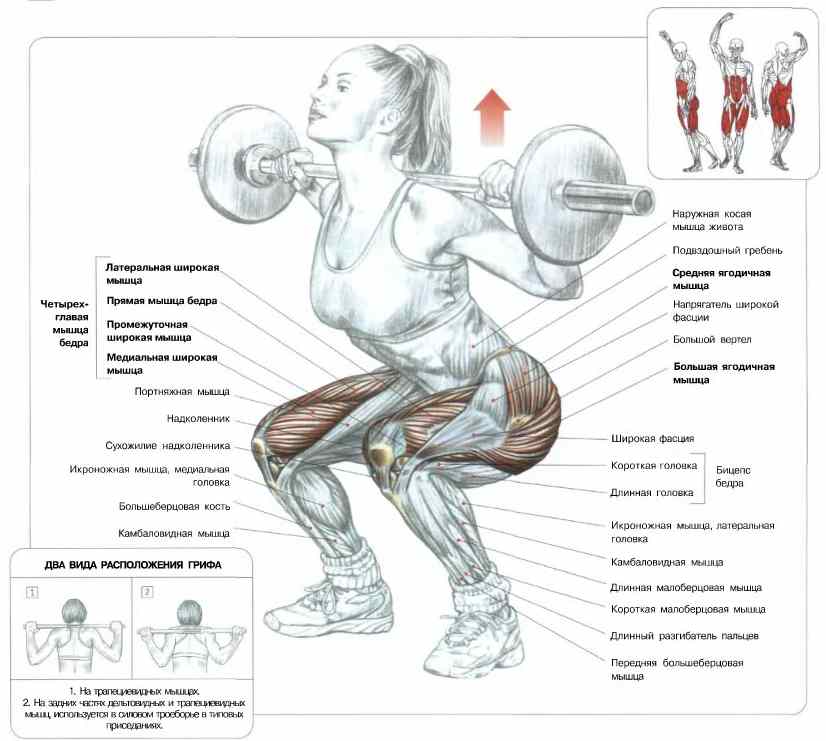 Наружная косая
мышца живота
Подвздошный гребень
Средняя ягодичная
мышца
Напрягатель широкой
фасции
Большой вертел
Большая ягодичная
мышца
Широкая фасция
Короткая головка
Длинная головка
Бицепс
бедра
Икроножная мышца, латеральная
головка
Камбаловидная мышца
Длинная малоберцовая мышца
Короткая малоберцовая мышца
Длинный разгибатель пальцев
Передняя большеберцовая
мышца
Четырех-
главая
мышца
бедра
Латеральная широкая
мышца
Прямая мышца бедра
Промежуточная
широкая мышца
Медиальная широкая
мышца
Портняжная мышца
Надколенник
Сухожилие надколенника
Икроножная мышца, медиальная
головка
Большеберцовая кость
Камбаловидная мышца
ДВА ВИДА РАСПОЛОЖЕНИЯ ГРИФА
1
2
1. На трапециевидных мышцах.
2. На задних частях дельтовидных и трапециевидных
мышц, используется в силовом троеборье в типовых
приседаниях.